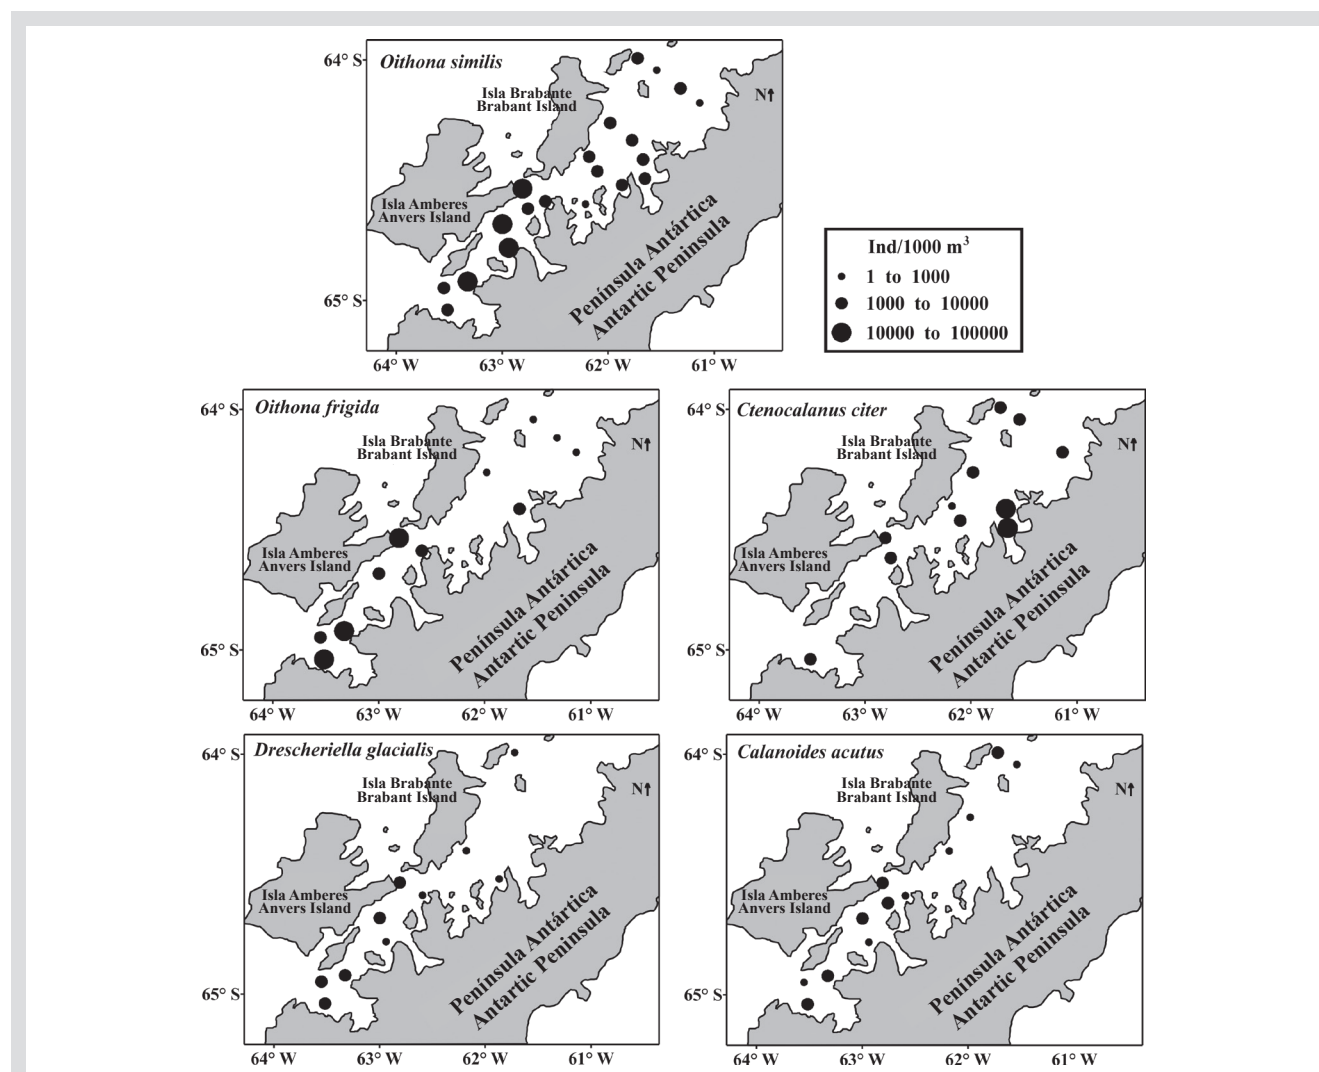 Oithona similis
64° S
Isla Brabante
Brabant Island
N
Isla Amberes
Anvers Island
Península Antártica
Antartic Peninsula
65° S
64° W 63° W 62° W 61° W
Ind/1000 m³
1 to 1000
1000 to 10000
10000 to 100000
Oithona frigida
64° S
Isla Brabante
Brabant Island
N
Isla Amberes
Anvers Island
Península Antártica
Antartic Peninsula
65° S
64° W 63° W 62° W 61° W
Ctenocalanus citer
64° S
Isla Brabante
Brabant Island
N
Isla Amberes
Anvers Island
Península Antártica
Antartic Peninsula
65° S
64° W 63° W 62° W 61° W
Drescheriella glacialis
64° S
Isla Brabante
Brabant Island
N
Isla Amberes
Anvers Island
Península Antártica
Antartic Peninsula
65° S
64° W 63° W 62° W 61° W
Calanoides acutus
64° S
Isla Brabante
Brabant Island
N
Isla Amberes
Anvers Island
Península Antártica
Antartic Peninsula
65° S
64° W 63° W 62° W 61° W